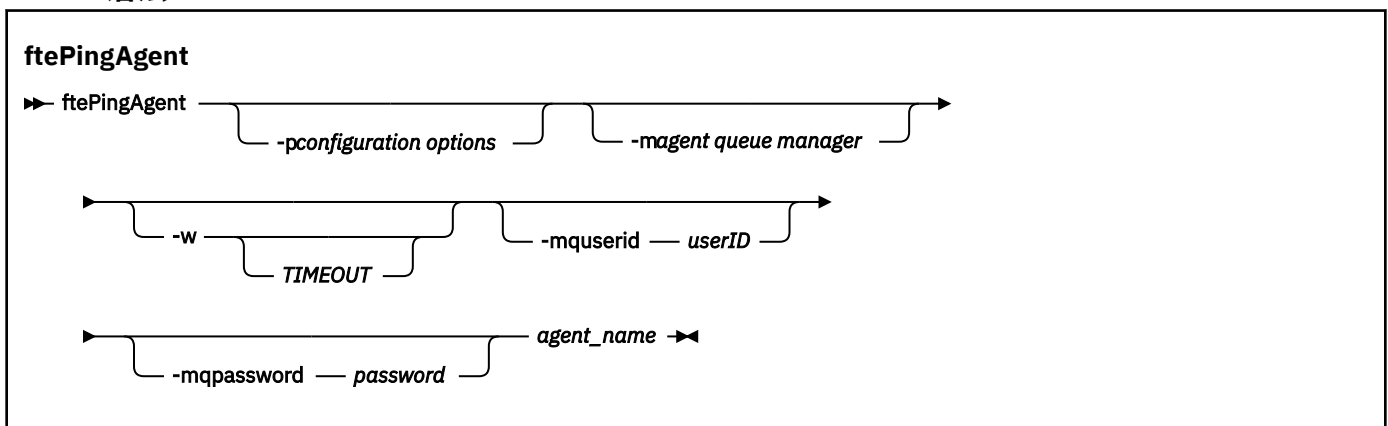 ftePingAgent
ftePingAgent
-pconfiguration options
-magent queue manager
-w
TIMEOUT
-mquserid userID
-mqpassword password
agent_name